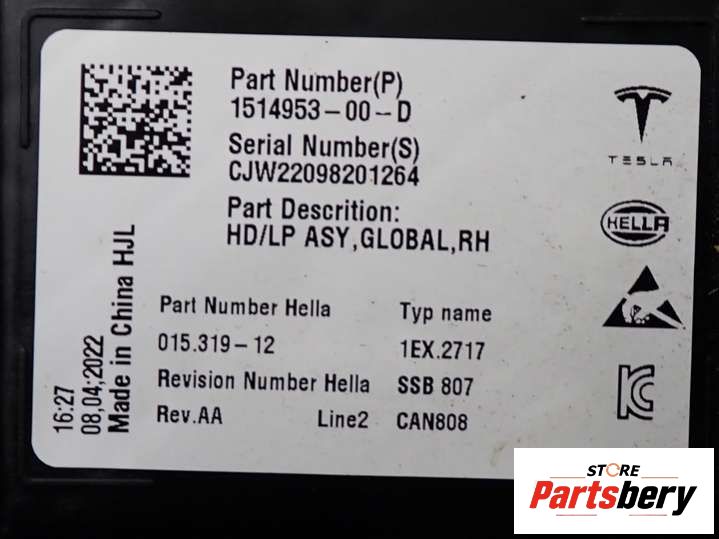 Part Number(P)
1514953-00-D
Serial Number(S)
CJW22098201264
Part Descrition:
HD/LP ASY,GLOBAL,RH
TESLA
HELLA
Part Number Hella
Typ name
015.319-12
1EX.2717
Revision Number Hella
SSB 807
Rev.AA
Line2
CAN808
16:27
08,04;2022
Made in China HJL
STORE
Partsbery